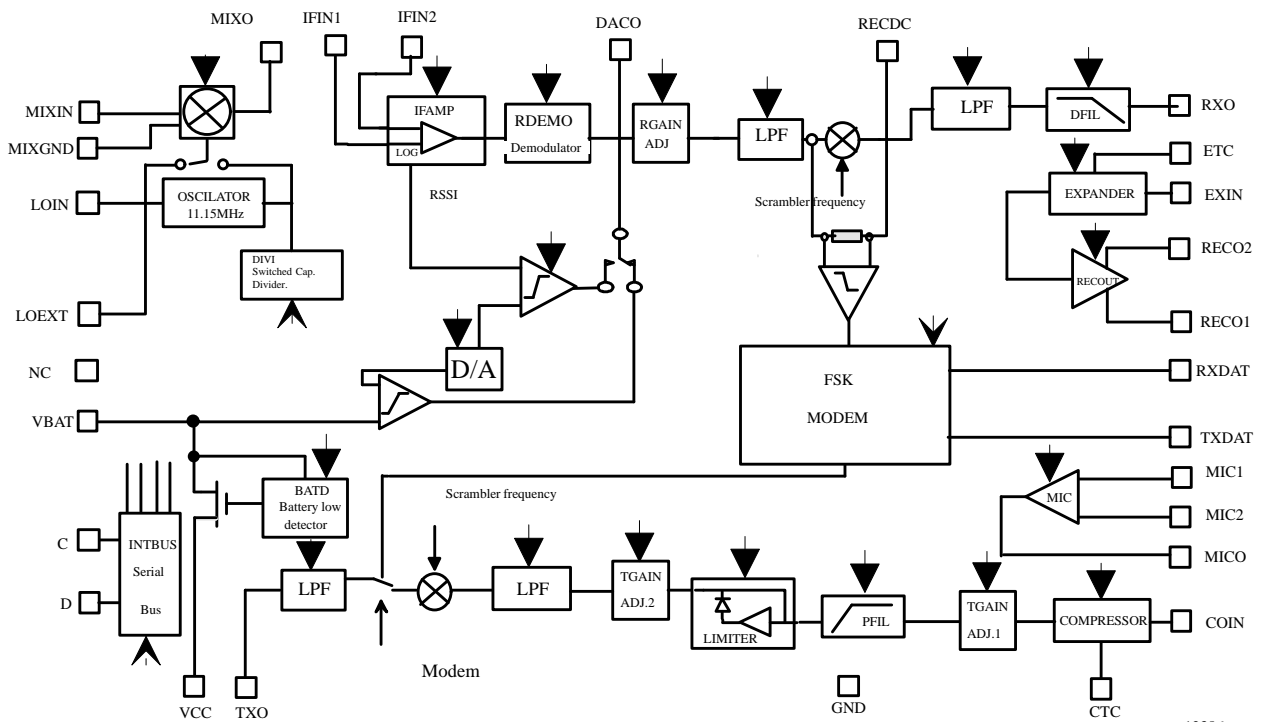 MIXO
IFIN1
IFIN2
DACO
RECDC
MIXIN
MIXGND
IFAMP
LOG
RDEMO
Demodulator
RGAIN
ADJ
LPF
LPF
DFIL
RXO
ETC
EXPANDER
EXIN
RSSI
Scrambler frequency
LOIN
OSCILATOR
11.15MHz
DIVI
Switched Cap.
Divider.
RECO2
RECOUT
RECO1
LOEXT
NC
D/A
FSK
MODEM
RXDAT
VBAT
TXDAT
MIC1
MIC
MIC2
MICO
BATD
Battery low
detector
Scrambler frequency
C
INTBUS
Serial
Bus
D
LPF
LPF
TGAIN
ADJ.2
LIMITER
PFIL
TGAIN
ADJ.1
COMPRESSOR
COIN
Modem
VCC
TXO
GND
CTC